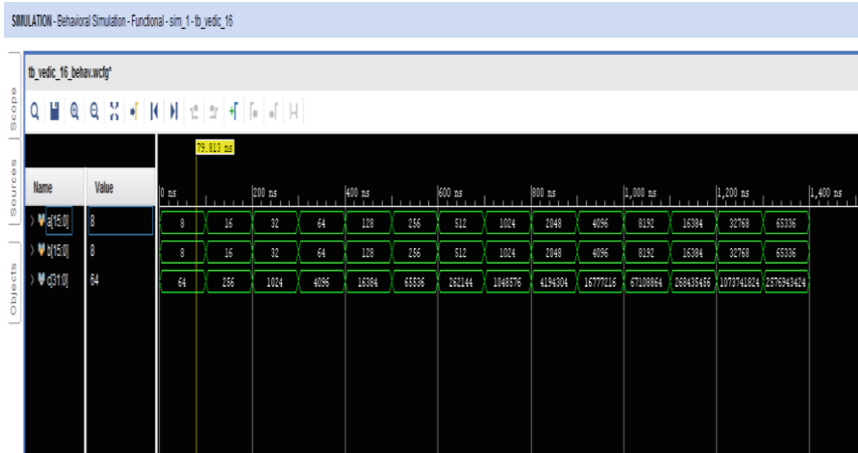 SIMULATION - Behavioral Simulation - Functional - sim_1 - tb_vedic_16
tb_vedic_16_behav.wcfg*
Scope
Sources
Objects
79.813 ns
Name Value
0 ns 200 ns 400 ns 600 ns 800 ns 1,000 ns 1,200 ns 1,400 ns
a[15:0] 8 8 16 32 64 128 256 512 1024 2048 4096 8192 16384 32768 65336
b[15:0] 8 8 16 32 64 128 256 512 1024 2048 4096 8192 16384 32768 65336
c[31:0] 64 64 256 1024 4096 16384 65536 262144 1048576 4194304 16777216 67108864 268435456 1073741824 2576943424